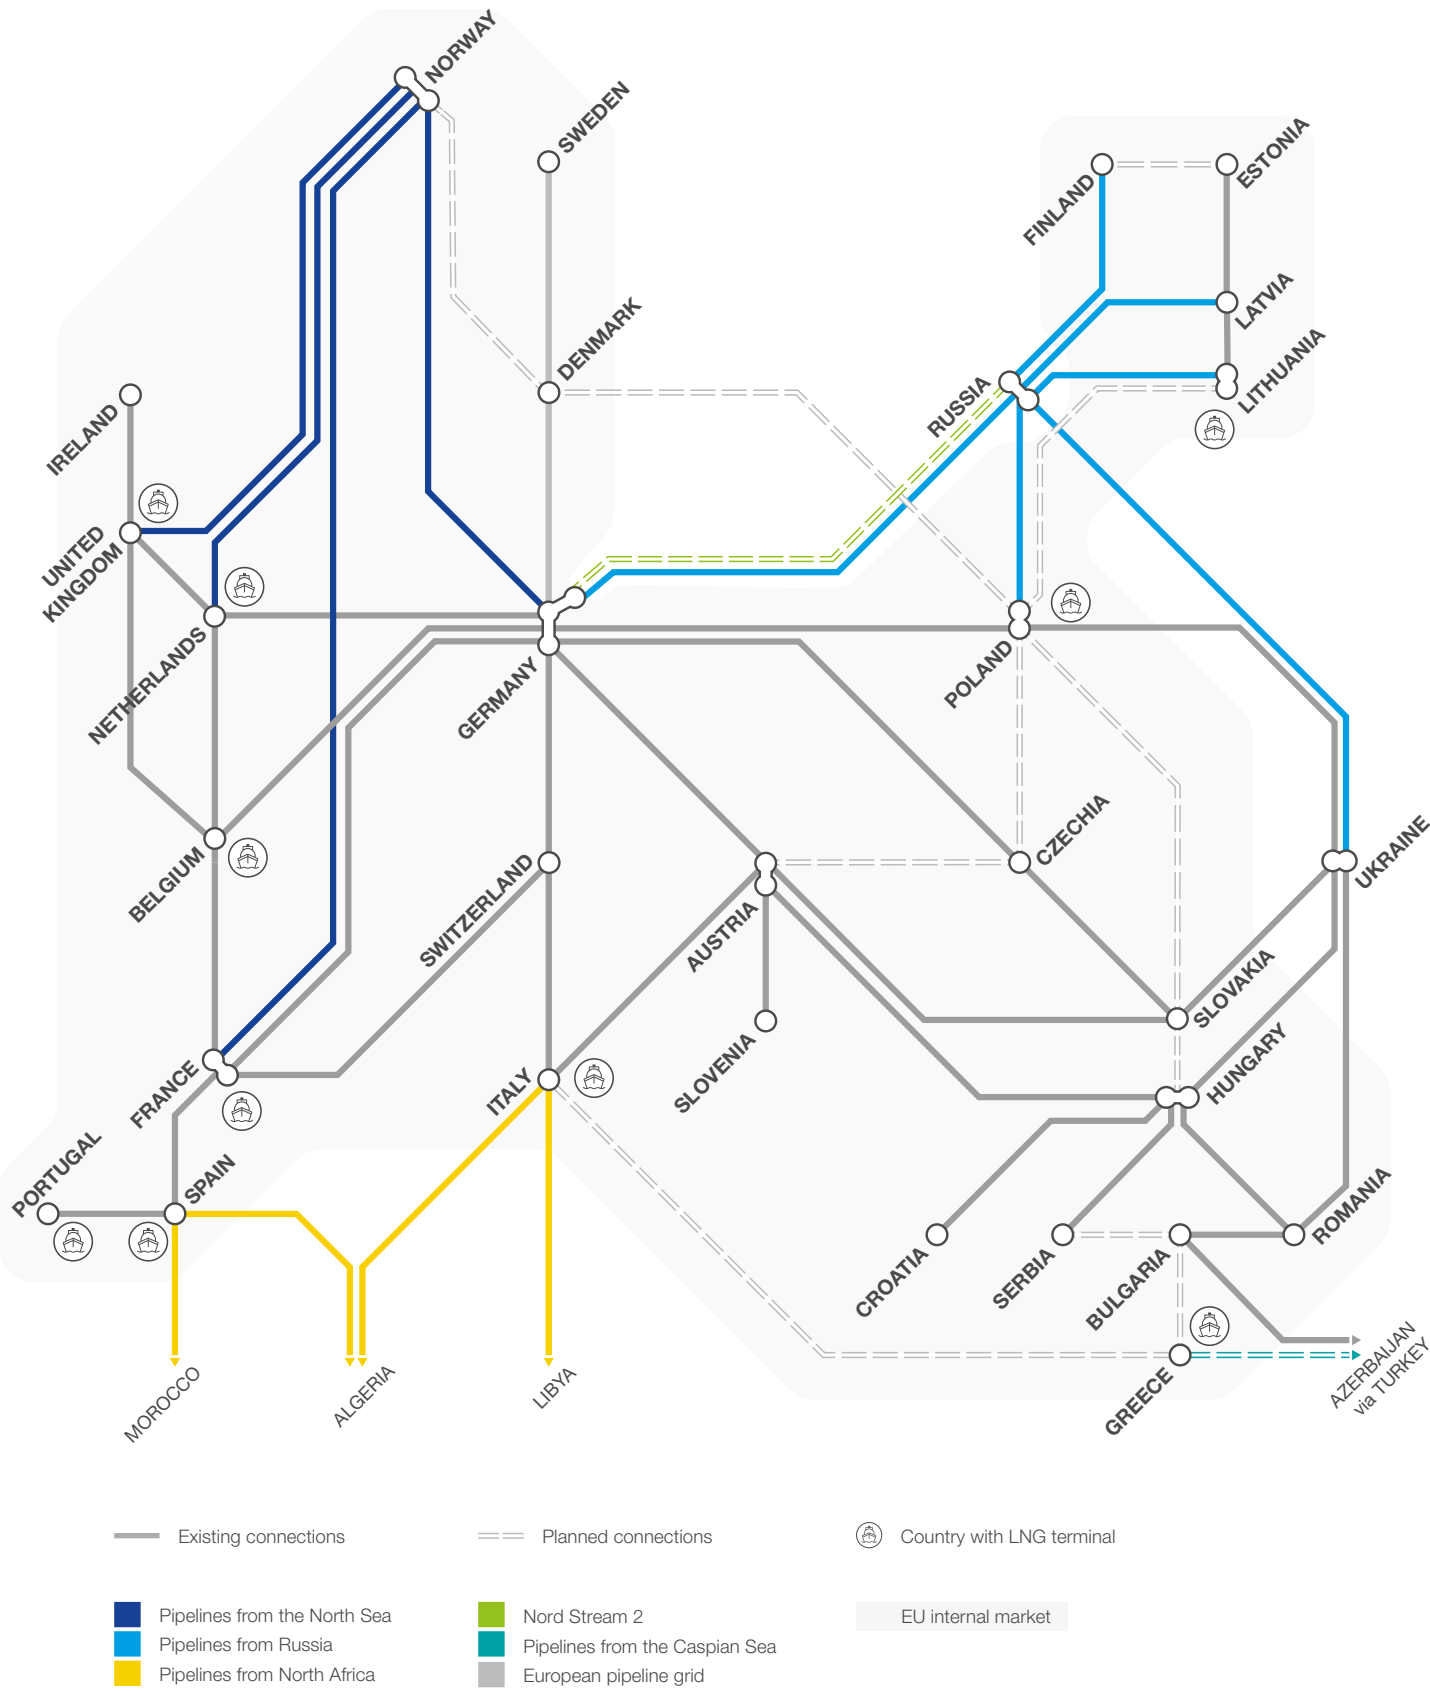 NORWAY
SWEDEN
ESTONIA
FINLAND
LATVIA
DENMARK
LITHUANIA
RUSSIA
IRELAND
UNITED
KINGDOM
NETHERLANDS
GERMANY
POLAND
CZECHIA
UKRAINE
BELGIUM
SWITZERLAND
AUSTRIA
SLOVAKIA
HUNGARY
SLOVENIA
FRANCE
ITALY
PORTUGAL
SPAIN
ROMANIA
CROATIA
SERBIA
BULGARIA
GREECE
AZERBAIJAN
via TURKEY
MOROCCO
ALGERIA
LIBYA
Existing connections
Planned connections
Country with LNG terminal
Pipelines from the North Sea
Nord Stream 2
EU internal market
Pipelines from Russia
Pipelines from the Caspian Sea
Pipelines from North Africa
European pipeline grid